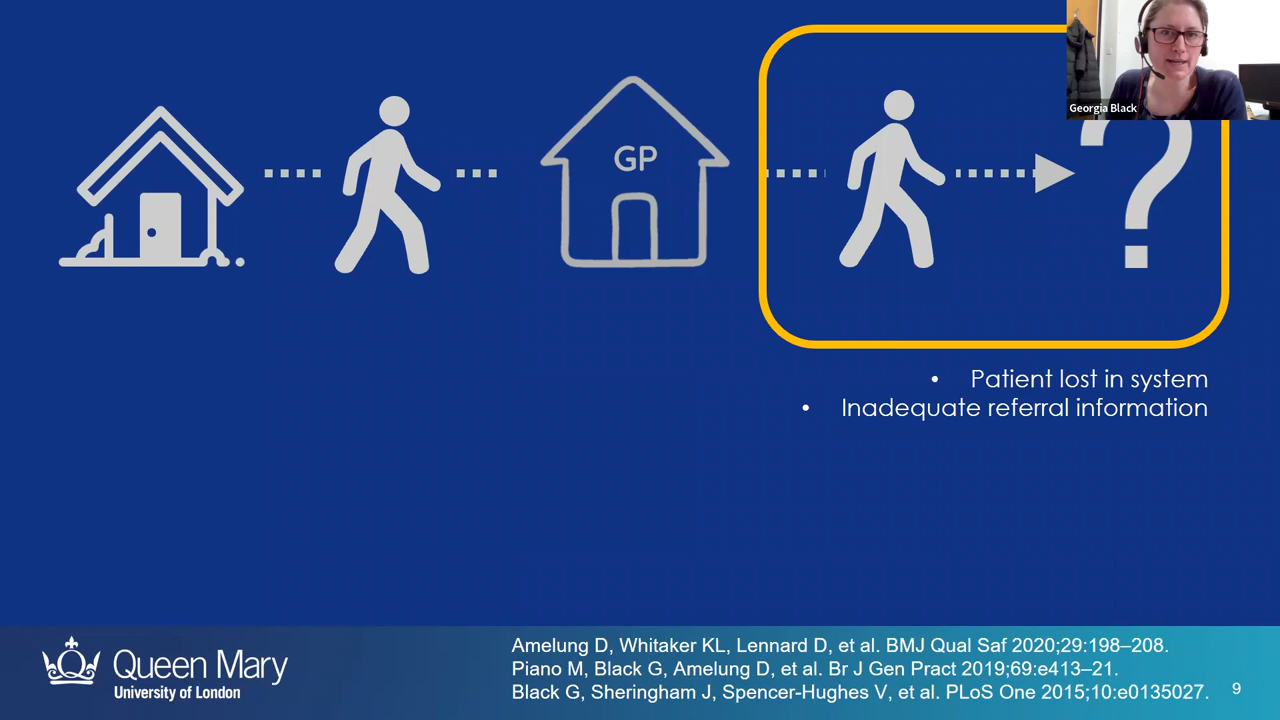 Georgia Black
GP
?
• Patient lost in system
• Inadequate referral information
Queen Mary
University of London
Amelung D, Whitaker KL, Lennard D, et al. BMJ Qual Saf 2020;29:198–208.
Piano M, Black G, Amelung D, et al. Br J Gen Pract 2019;69:e413–21.
Black G, Sheringham J, Spencer-Hughes V, et al. PLoS One 2015;10:e0135027.
9